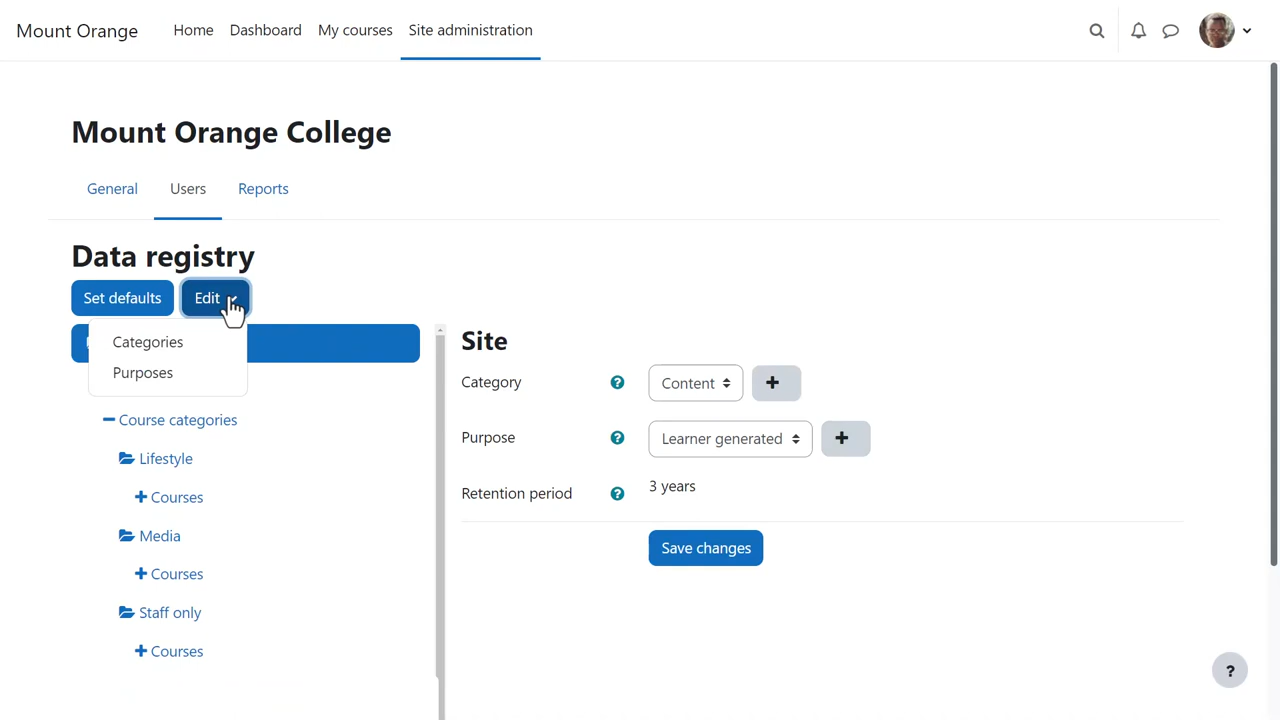 Mount Orange
Home
Dashboard
My courses
Site administration
Mount Orange College
General
Users
Reports
Data registry
Set defaults
Edit
Categories
Purposes
Course categories
Lifestyle
Courses
Media
Courses
Staff only
Courses
Site
Category
?
Content
Purpose
?
Learner generated
Retention period
?
3 years
Save changes
?